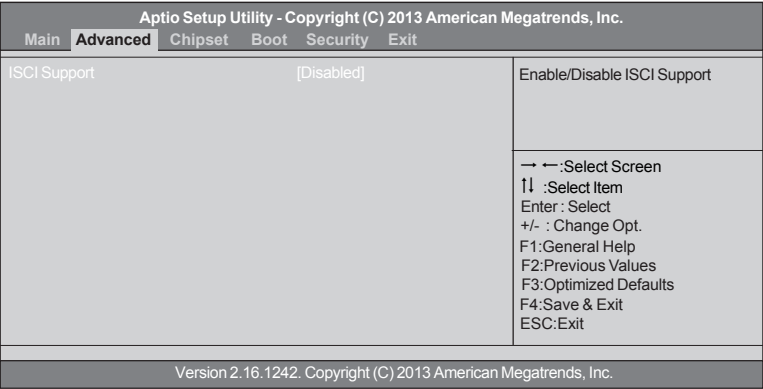 Aptio Setup Utility - Copyright (C) 2013 American Megatrends, Inc.
Main Advanced Chipset Boot Security Exit
ISCI Support [Disabled]
Enable/Disable ISCI Support
→ ←:Select Screen
↑↓ :Select Item
Enter : Select
+/- : Change Opt.
F1:General Help
F2:Previous Values
F3:Optimized Defaults
F4:Save & Exit
ESC:Exit
Version 2.16.1242. Copyright (C) 2013 American Megatrends, Inc.